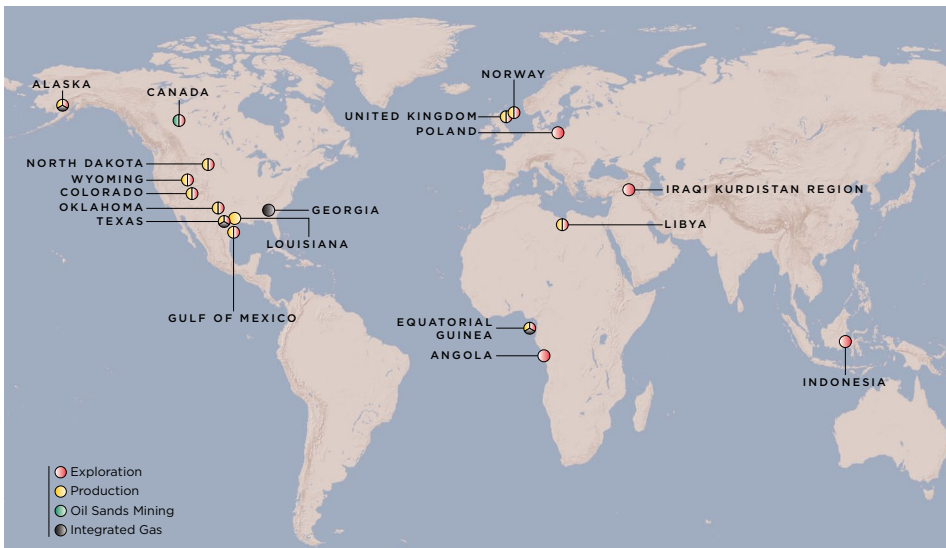 NORWAY
ALASKA
CANADA
UNITED KINGDOM
POLAND
NORTH DAKOTA
WYOMING
COLORADO
OKLAHOMA
TEXAS
GEORGIA
LOUISIANA
IRAQI KURDISTAN REGION
LIBYA
GULF OF MEXICO
EQUATORIAL
GUINEA
ANGOLA
INDONESIA
Exploration
Production
Oil Sands Mining
Integrated Gas